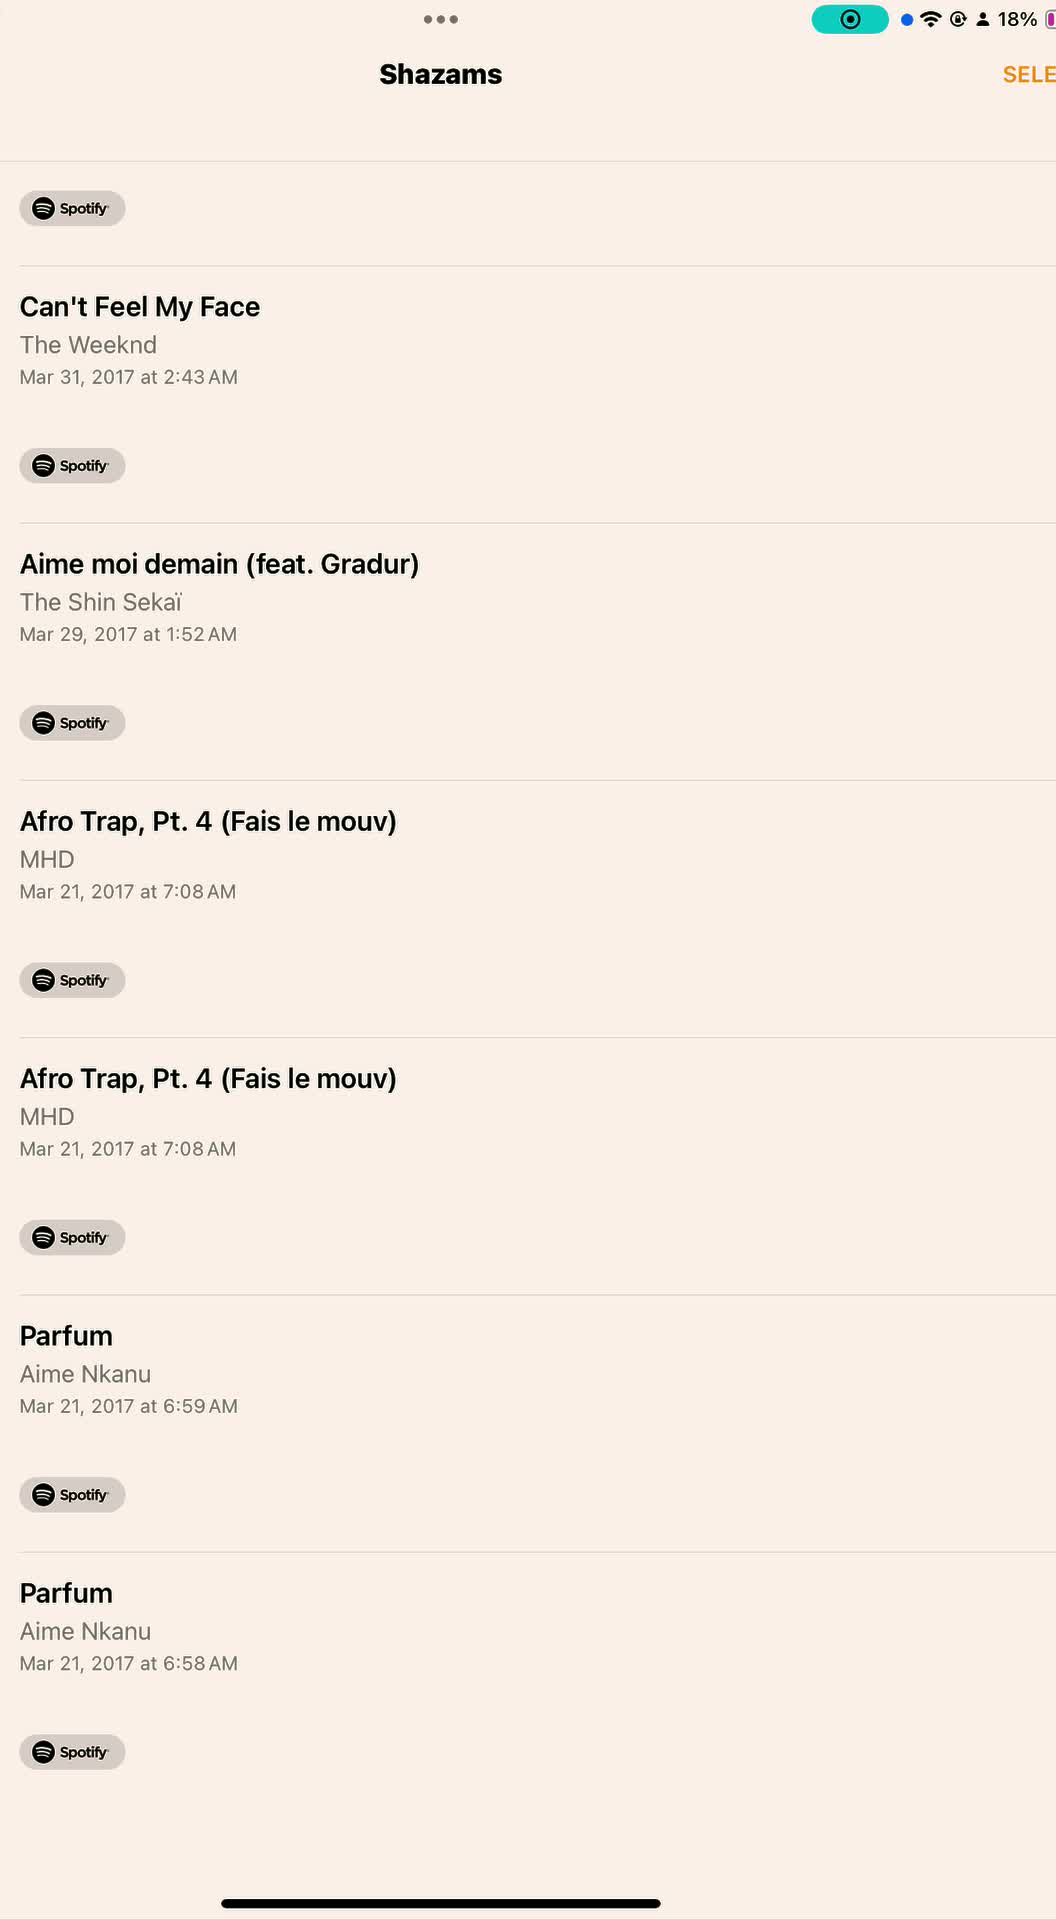 18%
Shazams
SELE
Spotify
Can't Feel My Face
The Weeknd
Mar 31, 2017 at 2:43 AM
Spotify
Aime moi demain (feat. Gradur)
The Shin Sekaï
Mar 29, 2017 at 1:52 AM
Spotify
Afro Trap, Pt. 4 (Fais le mouv)
MHD
Mar 21, 2017 at 7:08 AM
Spotify
Afro Trap, Pt. 4 (Fais le mouv)
MHD
Mar 21, 2017 at 7:08 AM
Spotify
Parfum
Aime Nkanu
Mar 21, 2017 at 6:59 AM
Spotify
Parfum
Aime Nkanu
Mar 21, 2017 at 6:58 AM
Spotify